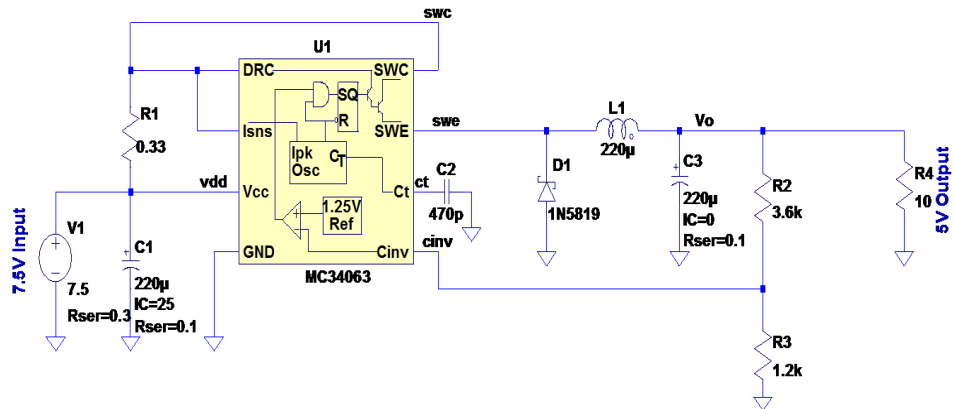 swc
U1
DRC
SWC
SQ
R
R1
0.33
Isns
Ipk
Osc
CT
SWE
swe
L1
220µ
Vo
D1
1N5819
C3
220µ
IC=0
Rser=0.1
R2
3.6k
R4
10
5V Output
vdd
Vcc
1.25V
Ref
Ct
ct
C2
470p
cinv
GND
Cinv
MC34063
7.5V Input
V1
7.5
Rser=0.3
C1
220µ
IC=25
Rser=0.1
R3
1.2k